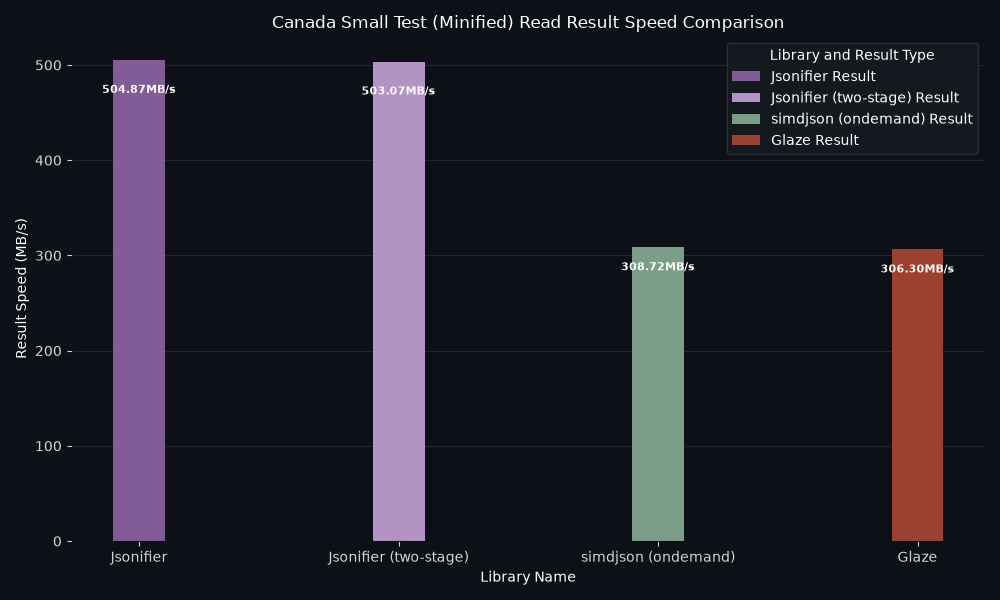 Canada Small Test (Minified) Read Result Speed Comparison
Library and Result Type
Jsonifier Result
Jsonifier (two-stage) Result
simdjson (ondemand) Result
Glaze Result
504.87MB/s
503.07MB/s
308.72MB/s
306.30MB/s
Result Speed (MB/s)
500
400
300
200
100
0
Jsonifier
Jsonifier (two-stage)
simdjson (ondemand)
Glaze
Library Name